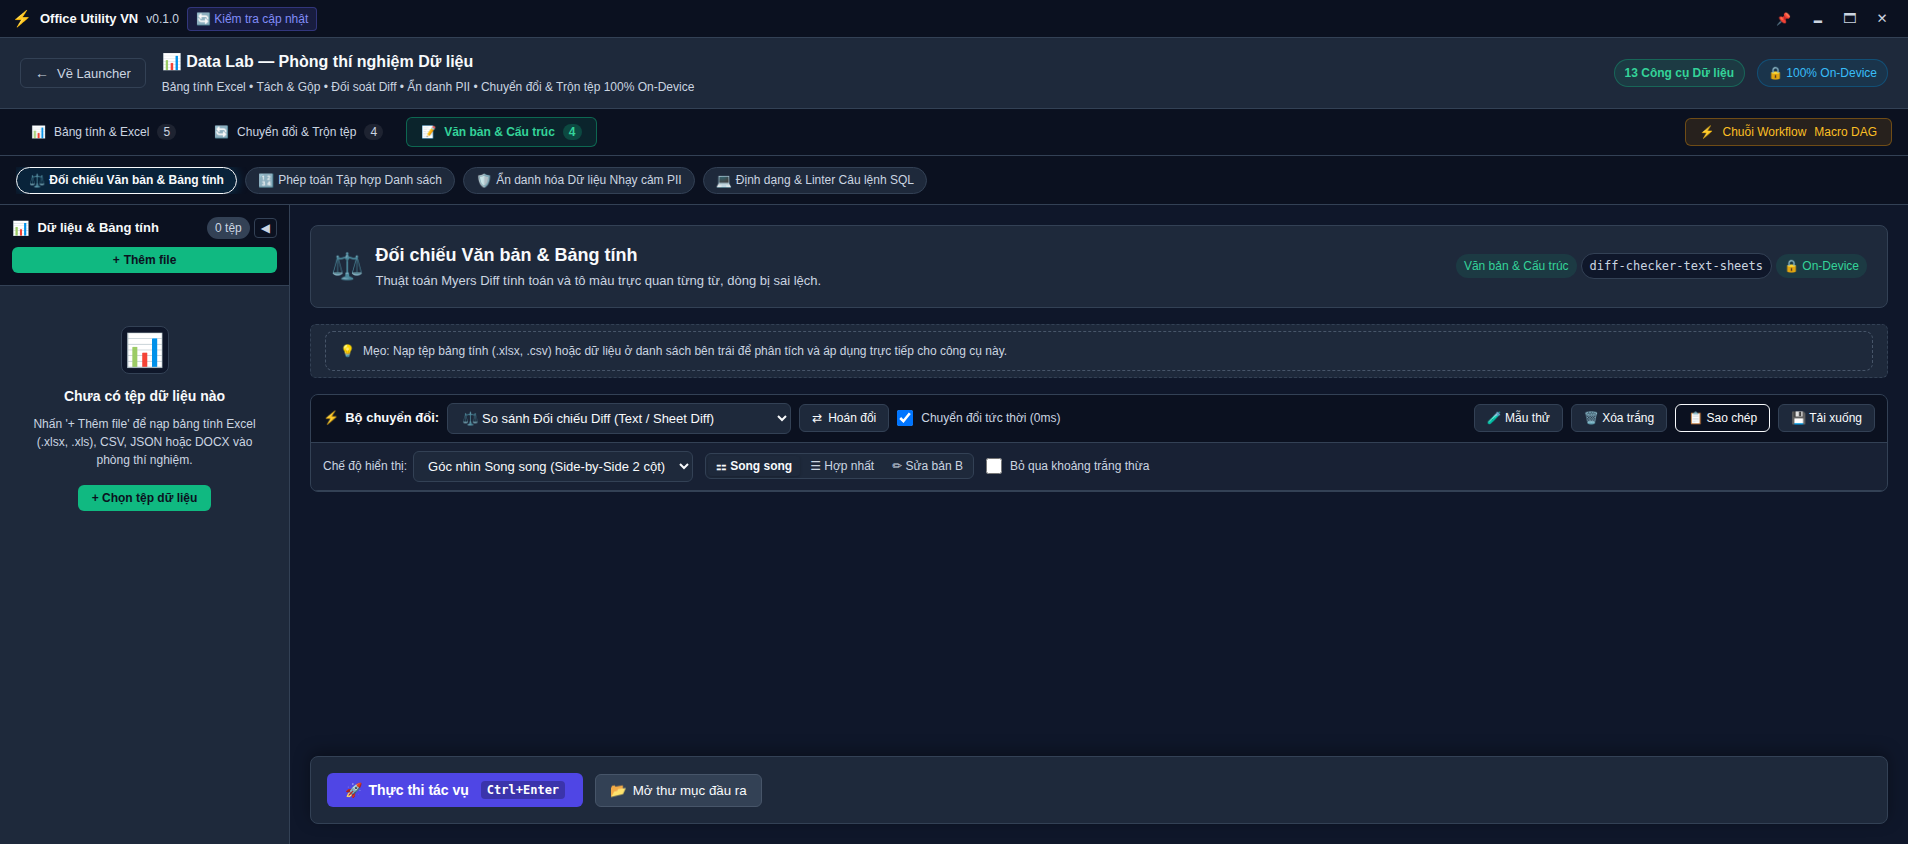 ⚡ Office Utility VN v0.1.0 🔄 Kiểm tra cập nhật
← Về Launcher
📊 Data Lab — Phòng thí nghiệm Dữ liệu
Bảng tính Excel • Tách & Gộp • Đối soát Diff • Ẩn danh PII • Chuyển đổi & Trộn tệp 100% On-Device
13 Công cụ Dữ liệu
🔒 100% On-Device
📊 Bảng tính & Excel 5
🔄 Chuyển đổi & Trộn tệp 4
📝 Văn bản & Cấu trúc 4
⚡ Chuỗi Workflow Macro DAG
⚖️ Đối chiếu Văn bản & Bảng tính
🔢 Phép toán Tập hợp Danh sách
🛡️ Ẩn danh hóa Dữ liệu Nhạy cảm PII
💻 Định dạng & Linter Câu lệnh SQL
📊 Dữ liệu & Bảng tính 0 tệp ◀
+ Thêm file
Chưa có tệp dữ liệu nào
Nhấn '+ Thêm file' để nạp bảng tính Excel
(.xlsx, .xls), CSV, JSON hoặc DOCX vào
phòng thí nghiệm.
+ Chọn tệp dữ liệu
⚖️ Đối chiếu Văn bản & Bảng tính
Thuật toán Myers Diff tính toán và tô màu trực quan từng từ, dòng bị sai lệch.
Văn bản & Cấu trúc
diff-checker-text-sheets
🔒 On-Device
💡 Mẹo: Nạp tệp bảng tính (.xlsx, .csv) hoặc dữ liệu ở danh sách bên trái để phân tích và áp dụng trực tiếp cho công cụ này.
⚡ Bộ chuyển đổi: ⚖️ So sánh Đối chiếu Diff (Text / Sheet Diff) ⇄ Hoán đổi Chuyển đổi tức thời (0ms)
🧪 Mẫu thử 🗑️ Xóa trắng 📋 Sao chép 💾 Tải xuống
Chế độ hiển thị: Góc nhìn Song song (Side-by-Side 2 cột) ⚏ Song song ☰ Hợp nhất ✏ Sửa bản B Bỏ qua khoảng trắng thừa
🚀 Thực thi tác vụ Ctrl+Enter
📂 Mở thư mục đầu ra